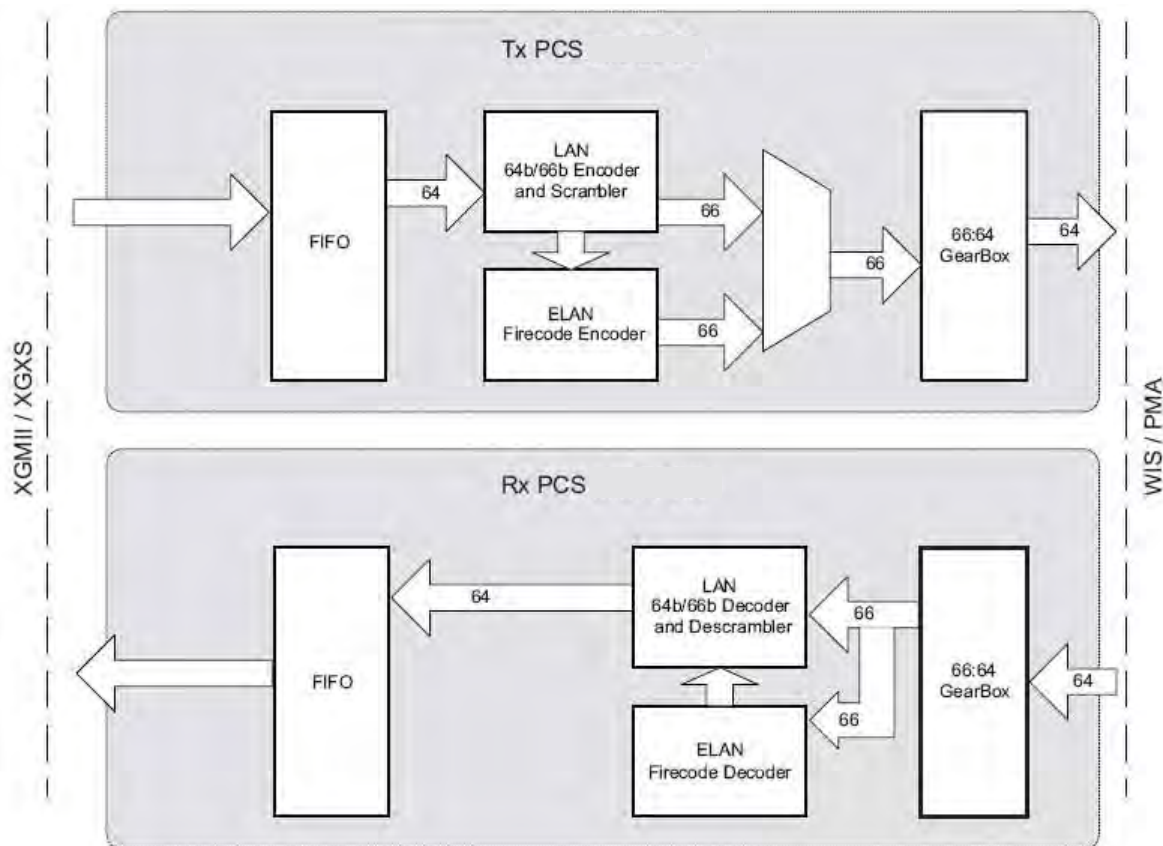 Tx PCS
FIFO
64
LAN
64b/66b Encoder
and Scrambler
66
ELAN
Firecode Encoder
66
66
66:64
GearBox
64
XGMII / XGXS
WIS / PMA
Rx PCS
FIFO
64
LAN
64b/66b Decoder
and Descrambler
66
ELAN
Firecode Decoder
66
66:64
GearBox
64